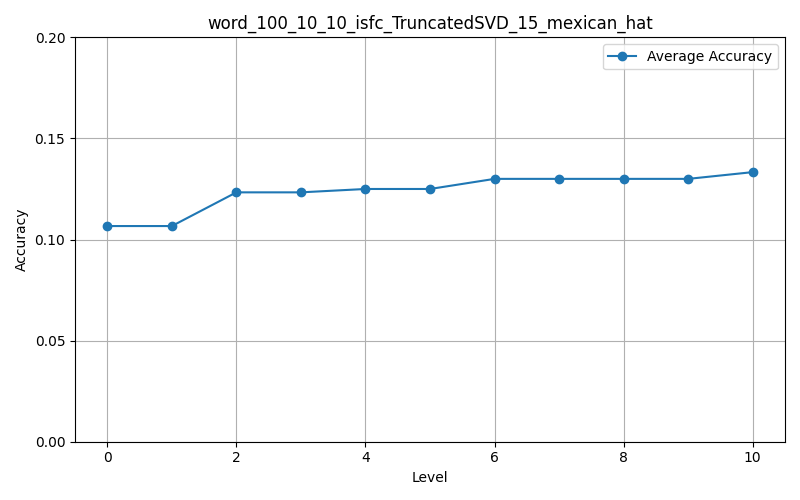 word_100_10_10_isfc_TruncatedSVD_15_mexican_hat
Average Accuracy
0.20
0.15
0.10
0.05
0.00
Accuracy
0 2 4 6 8 10
Level